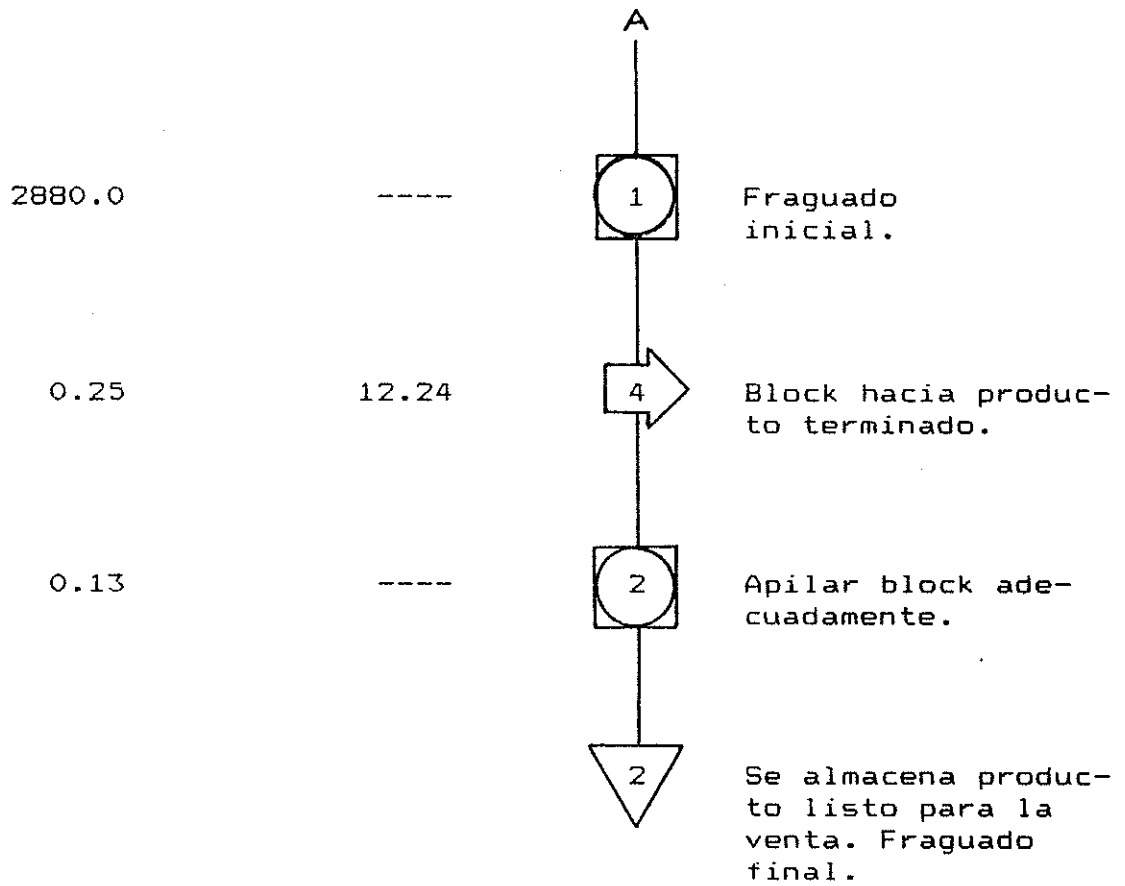 A
2880.0 ---- 1 Fraguado
inicial.
0.25 12.24 4 Block hacia produc-
to terminado.
0.13 ---- 2 Apilar block ade-
cuadamente.
2 Se almacena produc-
to listo para la
venta. Fraguado
final.